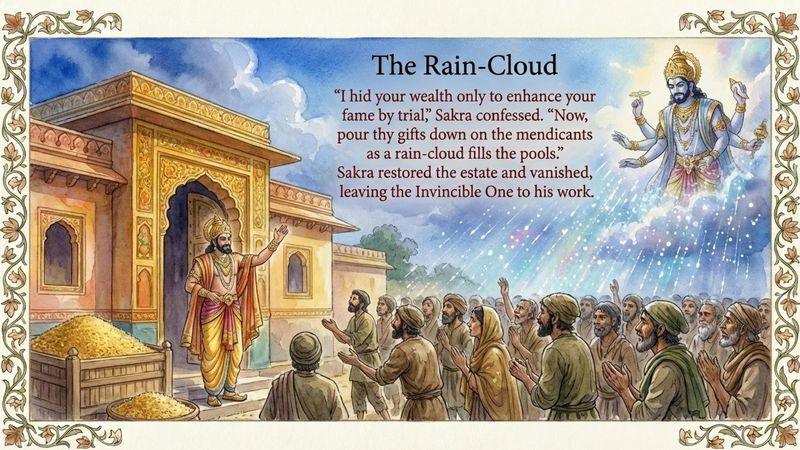 The Rain-Cloud
“I hid your wealth only to enhance your
fame by trial,” Sakra confessed. “Now,
pour thy gifts down on the mendicants
as a rain-cloud fills the pools.”
Sakra restored the estate and vanished,
leaving the Invincible One to his work.